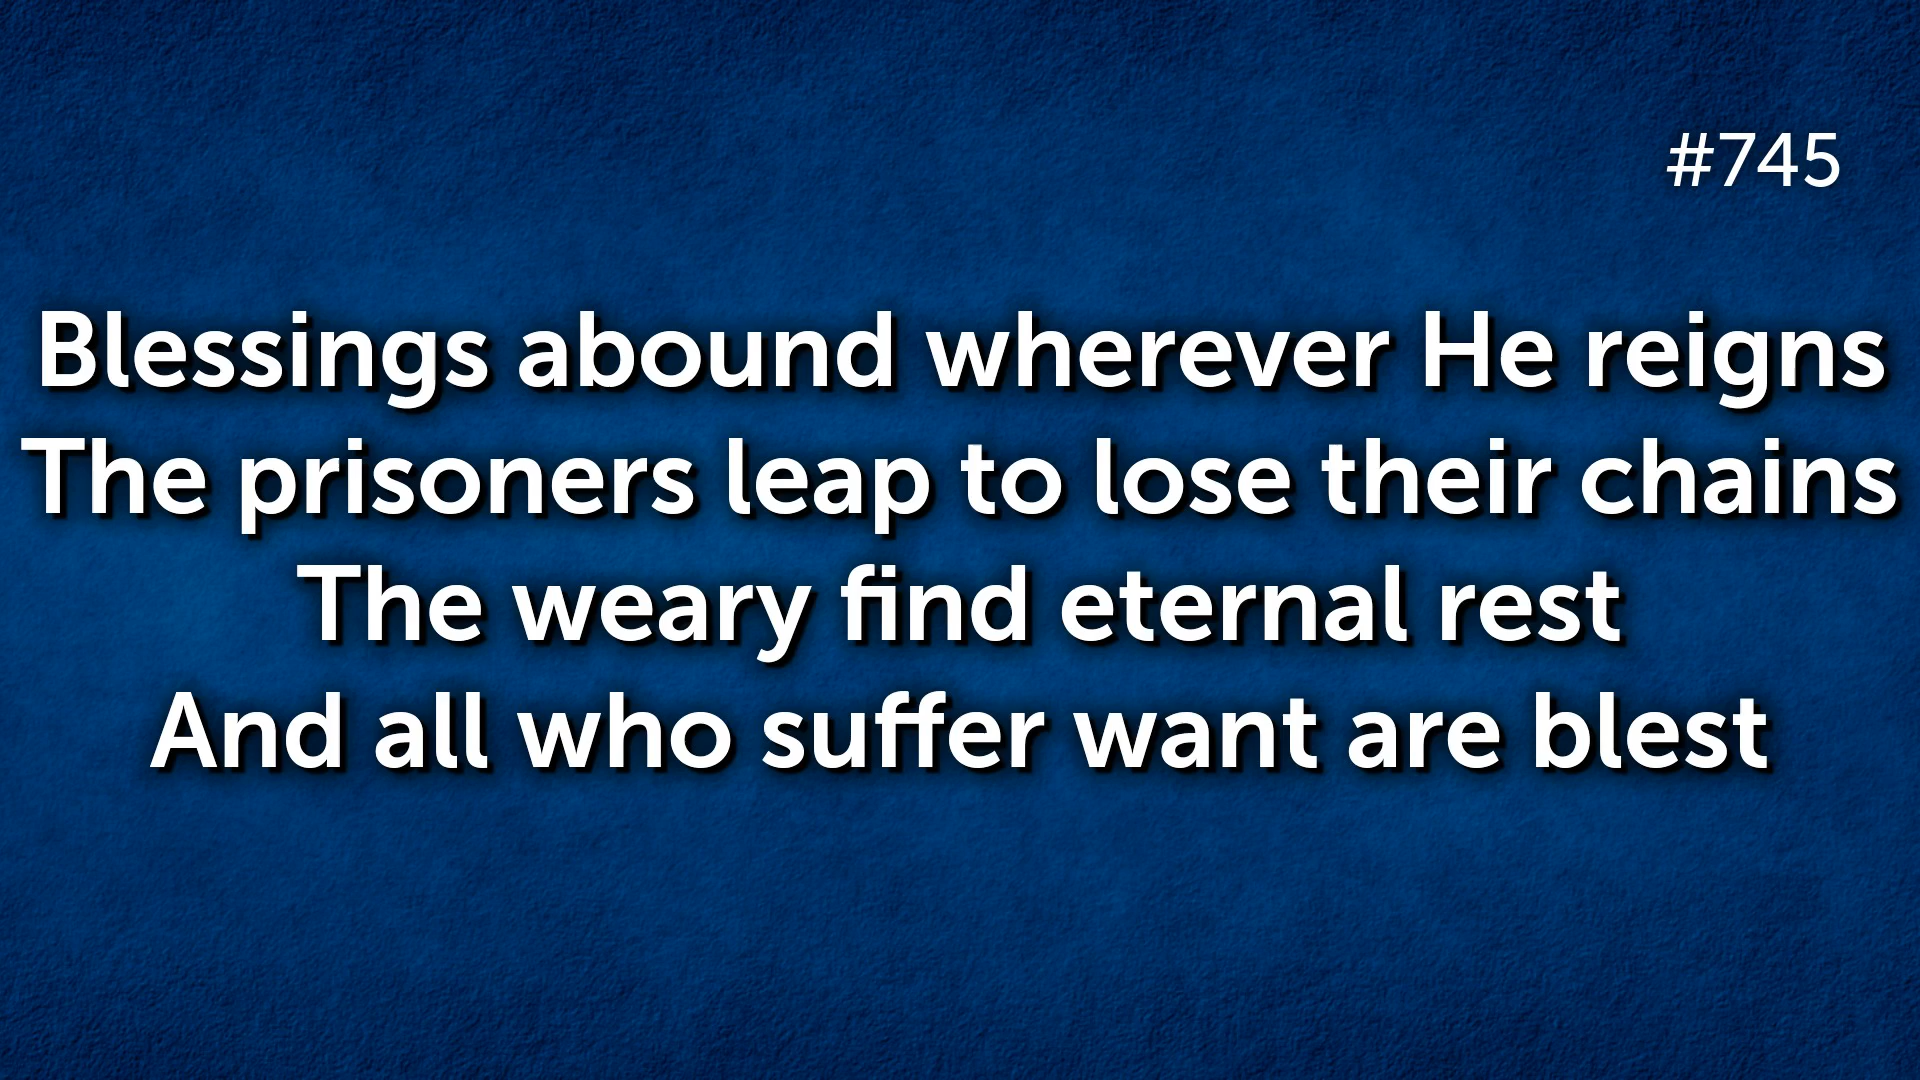 #745
Blessings abound wherever He reigns
The prisoners leap to lose their chains
The weary find eternal rest
And all who suffer want are blest